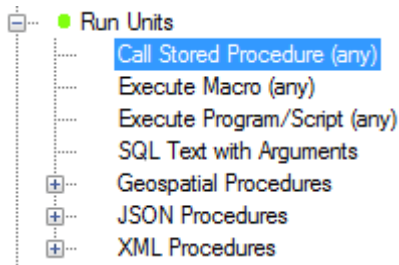 Run Units
Call Stored Procedure (any)
Execute Macro (any)
Execute Program/Script (any)
SQL Text with Arguments
Geospatial Procedures
JSON Procedures
XML Procedures